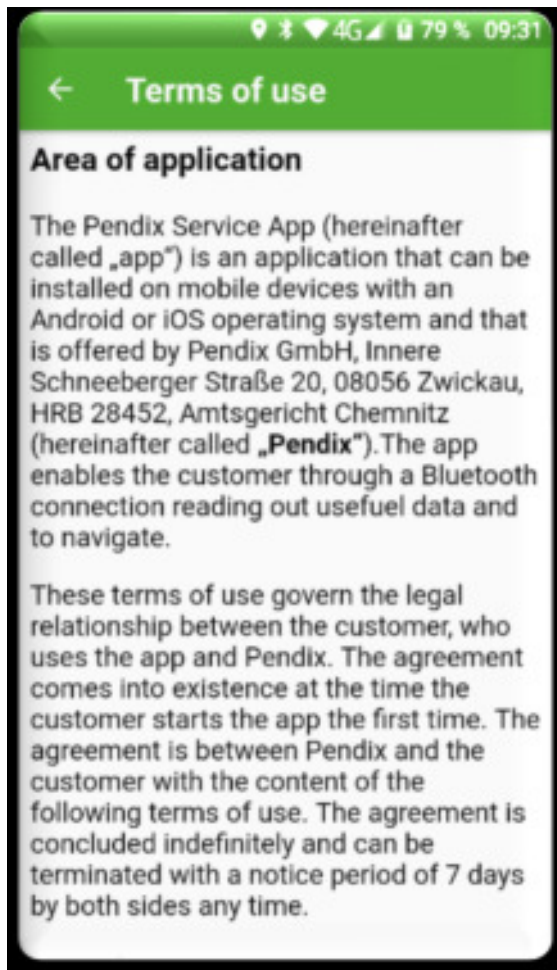 4G 79 % 09:31
Terms of use
Area of application
The Pendix Service App (hereinafter
called „app“) is an application that can be
installed on mobile devices with an
Android or iOS operating system and that
is offered by Pendix GmbH, Innere
Schneeberger Straße 20, 08056 Zwickau,
HRB 28452, Amtsgericht Chemnitz
(hereinafter called „Pendix“).The app
enables the customer through a Bluetooth
connection reading out usefuel data and
to navigate.
These terms of use govern the legal
relationship between the customer, who
uses the app and Pendix. The agreement
comes into existence at the time the
customer starts the app the first time. The
agreement is between Pendix and the
customer with the content of the
following terms of use. The agreement is
concluded indefinitely and can be
terminated with a notice period of 7 days
by both sides any time.